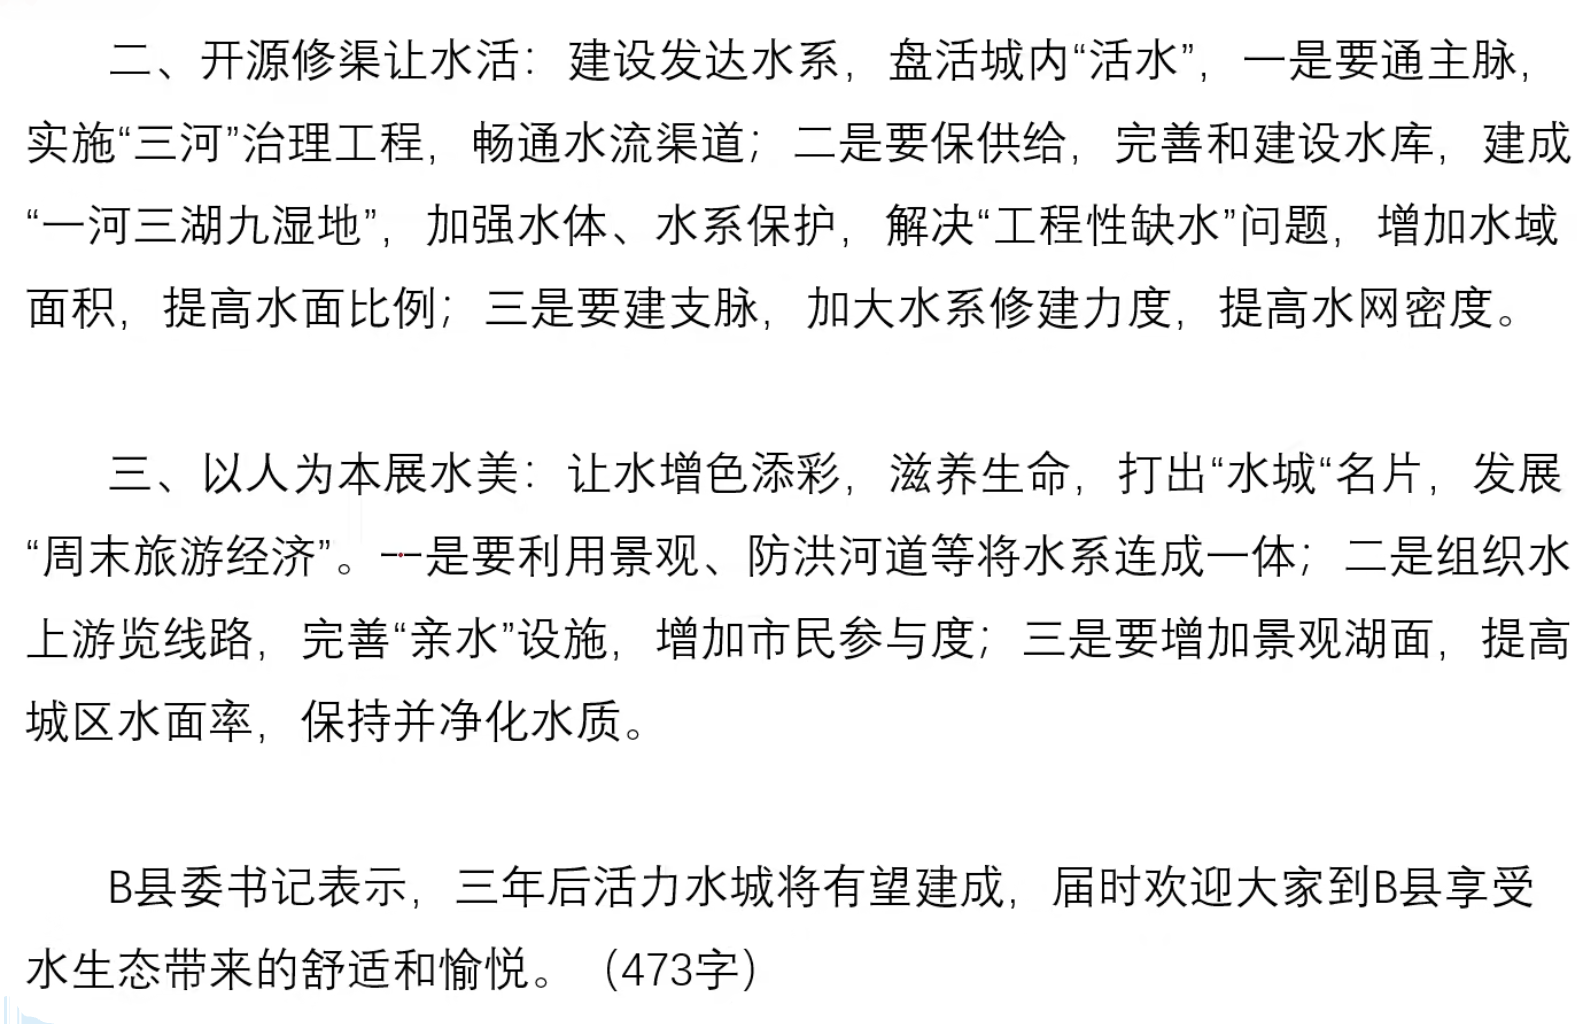 二、开源修渠让水活：建设发达水系，盘活城内“活水”，一是要通主脉，
实施“三河”治理工程，畅通水流渠道；二是要保供给，完善和建设水库，建成
“一河三湖九湿地”，加强水体、水系保护，解决“工程性缺水”问题，增加水域
面积，提高水面比例；三是要建支脉，加大水系修建力度，提高水网密度。
三、以人为本展水美：让水增色添彩，滋养生命，打出“水城“名片，发展
“周末旅游经济”。一是要利用景观、防洪河道等将水系连成一体；二是组织水
上游览线路，完善“亲水”设施，增加市民参与度；三是要增加景观湖面，提高
城区水面率，保持并净化水质。
B县委书记表示，三年后活力水城将有望建成，届时欢迎大家到B县享受
水生态带来的舒适和愉悦。（473字）